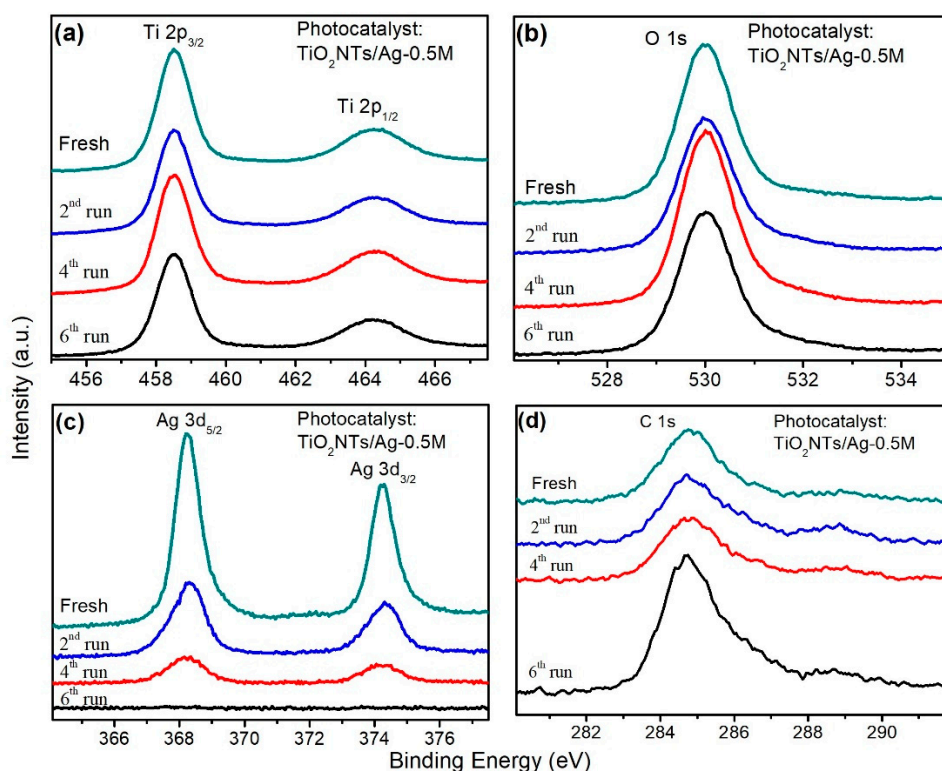 (a)
Ti 2p3/2
Photocatalyst:
TiO2NTs/Ag-0.5M
Ti 2p1/2
Fresh
2nd run
4th run
6th run
456 458 460 462 464 466
(b)
O 1s
Photocatalyst:
TiO2NTs/Ag-0.5M
Fresh
2nd run
4th run
6th run
528 530 532 534
Intensity (a.u.)
(c)
Ag 3d5/2
Photocatalyst:
TiO2NTs/Ag-0.5M
Ag 3d3/2
Fresh
2nd run
4th run
6th run
366 368 370 372 374 376
(d)
C 1s
Photocatalyst:
TiO2NTs/Ag-0.5M
Fresh
2nd run
4th run
6th run
282 284 286 288 290
Binding Energy (eV)